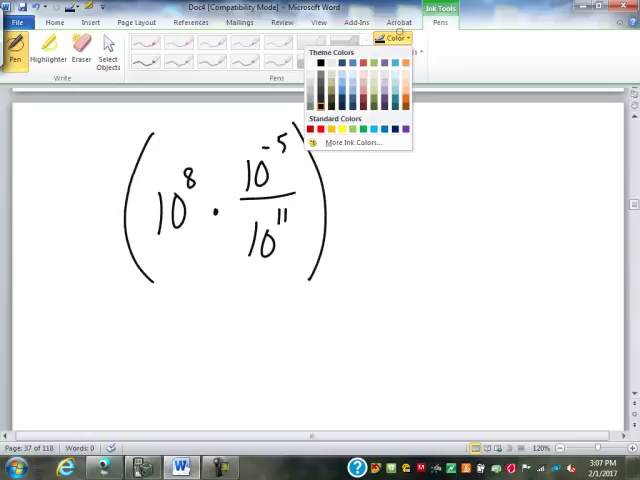 Doc4 [Compatibility Mode] - Microsoft Word
Ink Tools
File Home Insert Page Layout References Mailings Review View Add-Ins Acrobat Pens
Pen Highlighter Eraser Select Objects
Color
Write Pens
Theme Colors
Standard Colors
More Ink Colors...
(10^8 · 10^-5 / 10^11)
Page: 37 of 118 Words: 0 120%
3:07 PM
2/1/2017